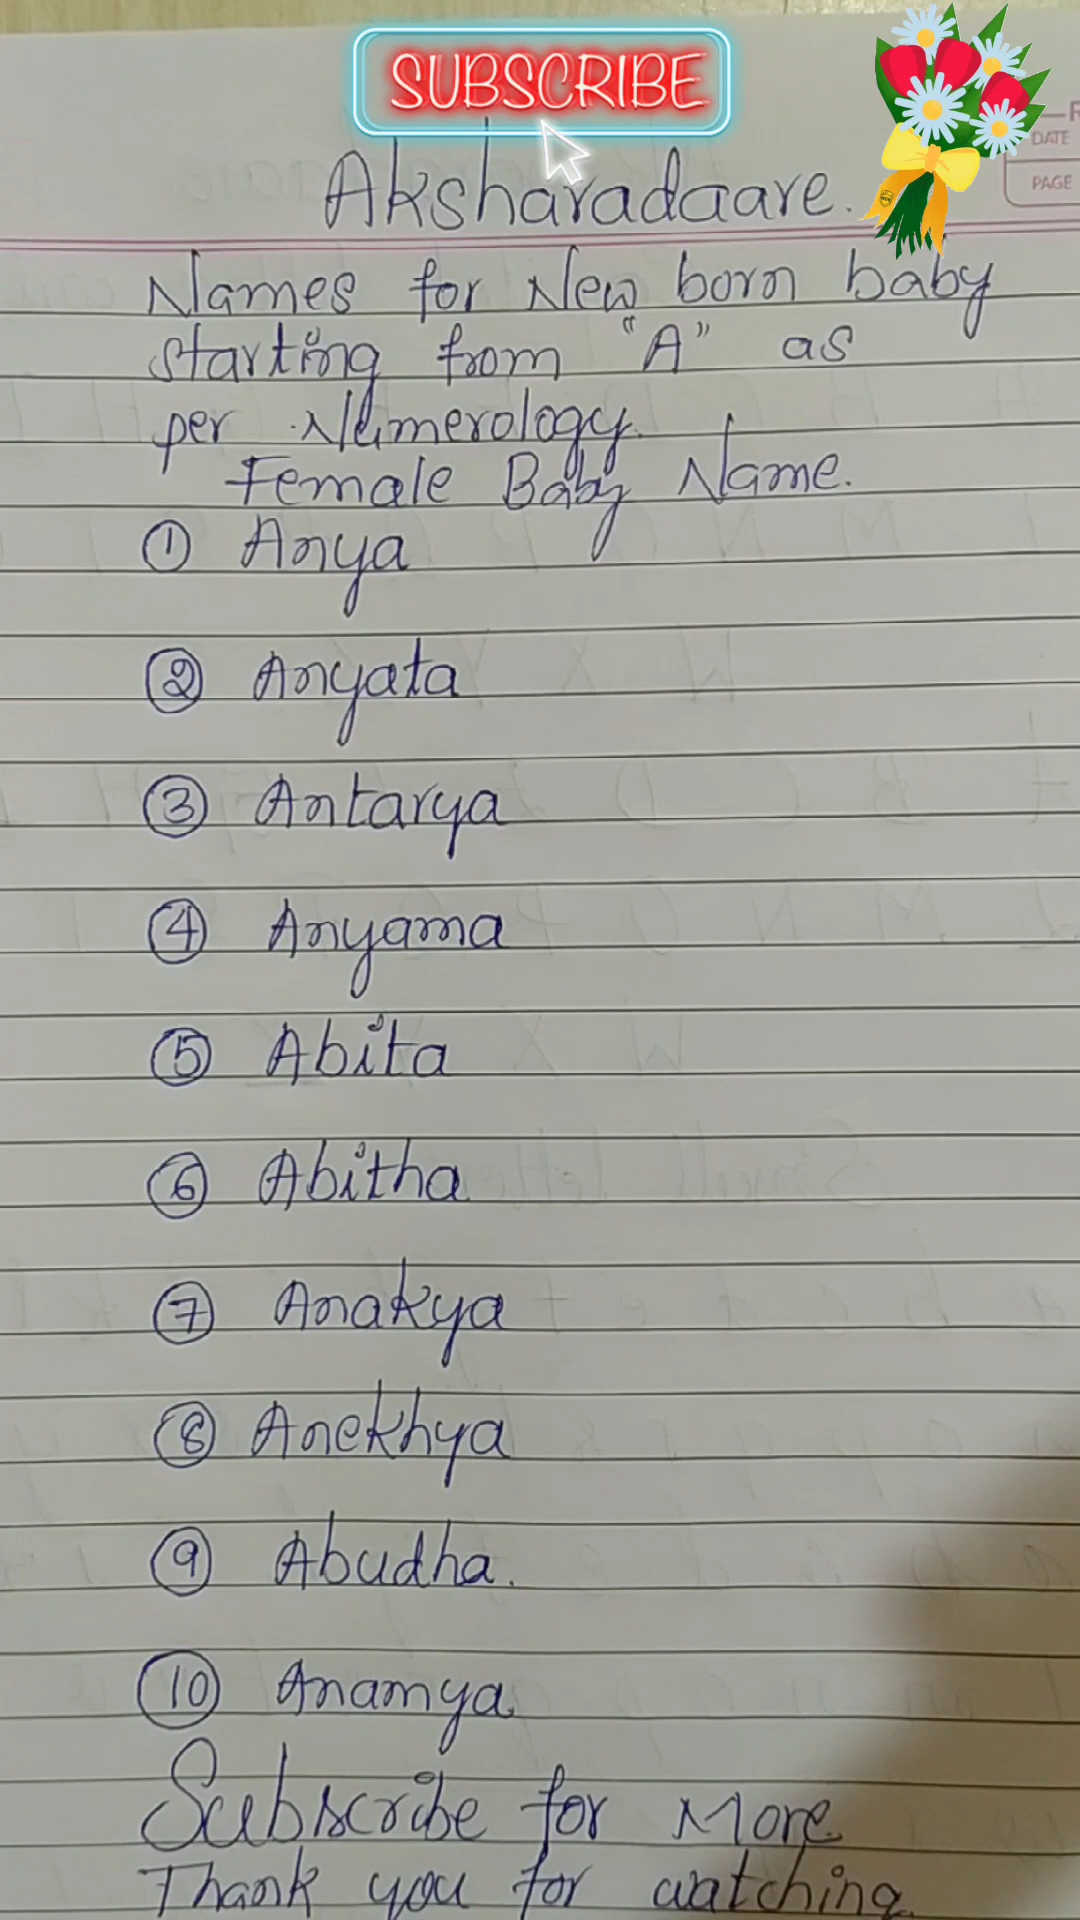 SUBSCRIBE
DATE
PAGE
Aksharadaare.
Names for New born baby
starting from "A" as
per Numerology.
Female Baby Name.
① Anya
② Anyata
③ Antarya
④ Anyama
⑤ Abita
⑥ Abitha
⑦ Anakya
⑧ Anekhya
⑨ Abudha.
⑩ Anamya
Subscribe for More
Thank you for watching.